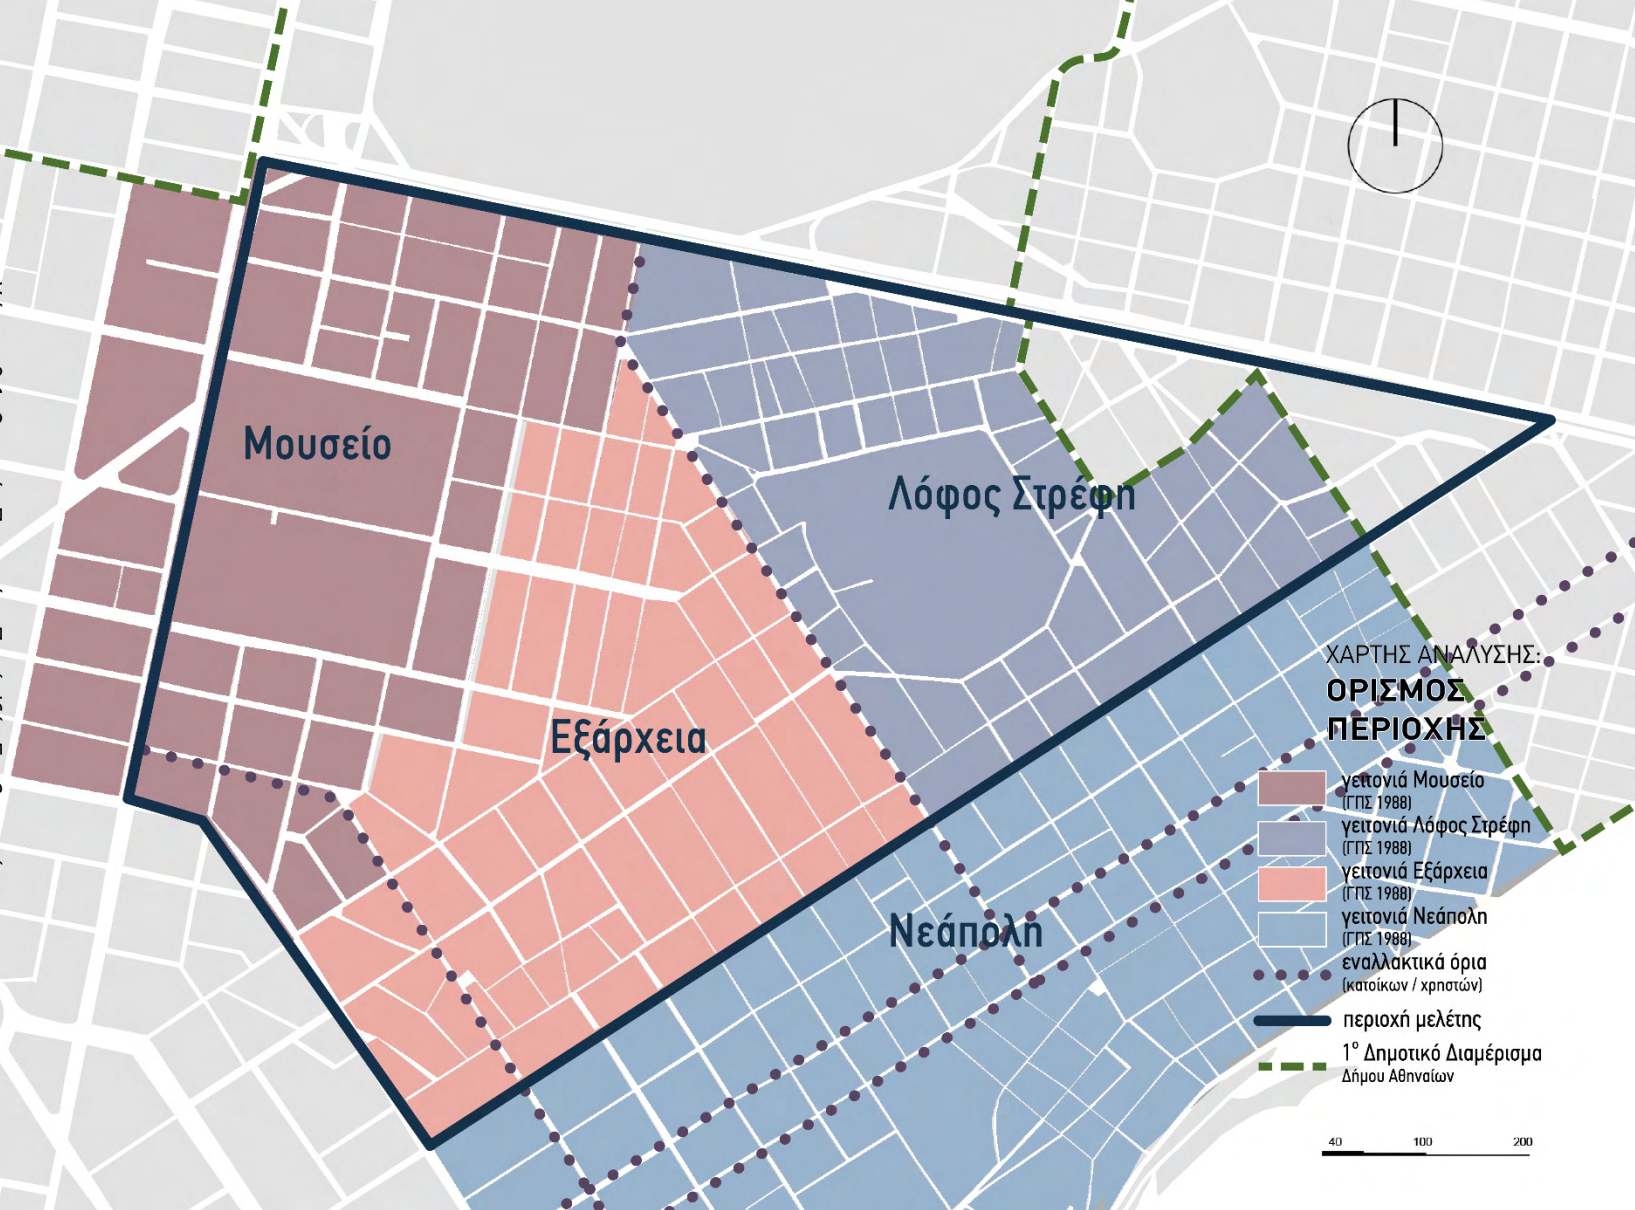 Μουσείο
Λόφος Στρέφη
Εξάρχεια
Νεάπολη
ΧΑΡΤΗΣ ΑΝΑΛΥΣΗΣ:
ΟΡΙΣΜΟΣ
ΠΕΡΙΟΧΗΣ
γειτονιά Μουσείο
(ΓΠΣ 1988)
γειτονιά Λόφος Στρέφη
(ΓΠΣ 1988)
γειτονιά Εξάρχεια
(ΓΠΣ 1988)
γειτονιά Νεάπολη
(ΓΠΣ 1988)
εναλλακτικά όρια
(κατοίκων / χρηστών)
περιοχή μελέτης
1ο Δημοτικό Διαμέρισμα
Δήμου Αθηναίων
40 100 200